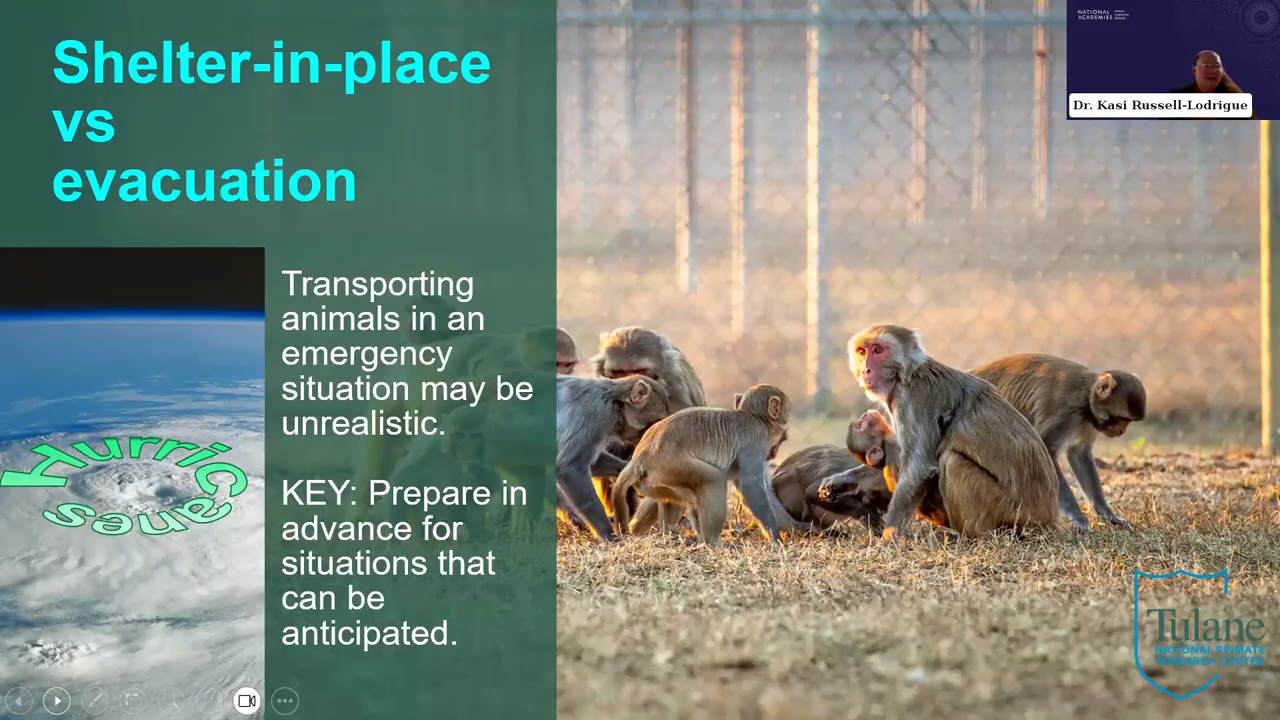 Shelter-in-place
vs
evacuation
NATIONAL
ACADEMIES
Dr. Kasi Russell-Lodrigue
Transporting
animals in an
emergency
situation may be
unrealistic.
KEY: Prepare in
advance for
situations that
can be
anticipated.
Hurricanes
Tulane
NATIONAL PRIMATE
RESEARCH CENTER